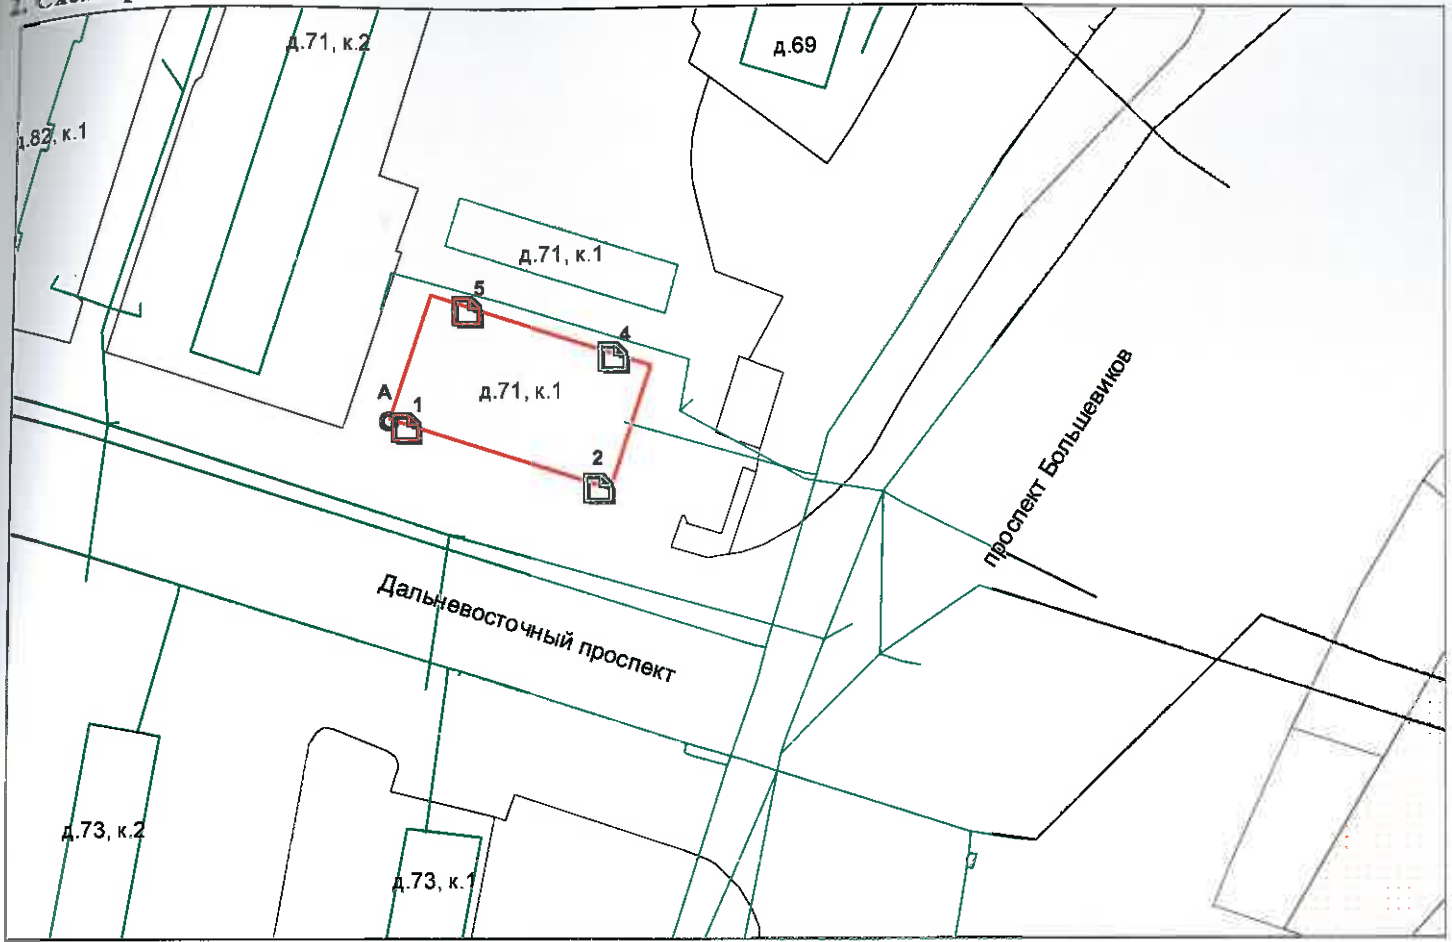 2.
д.71, к.2
д.69
д.82, к.1
д.71, к.1
5
4
д.71, к.1
A
1
2
проспект Большевиков
Дальневосточный проспект
д.73, к.2
д.73, к.1